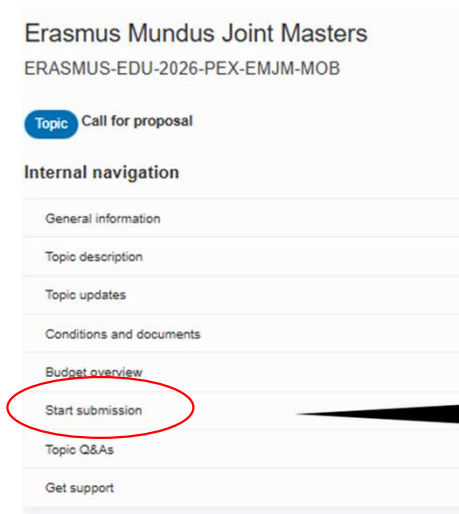 Erasmus Mundus Joint Masters
ERASMUS-EDU-2026-PEX-EMJM-MOB
Topic Call for proposal
Internal navigation
General information
Topic description
Topic updates
Conditions and documents
Budget overview
Start submission
Topic Q&As
Get support